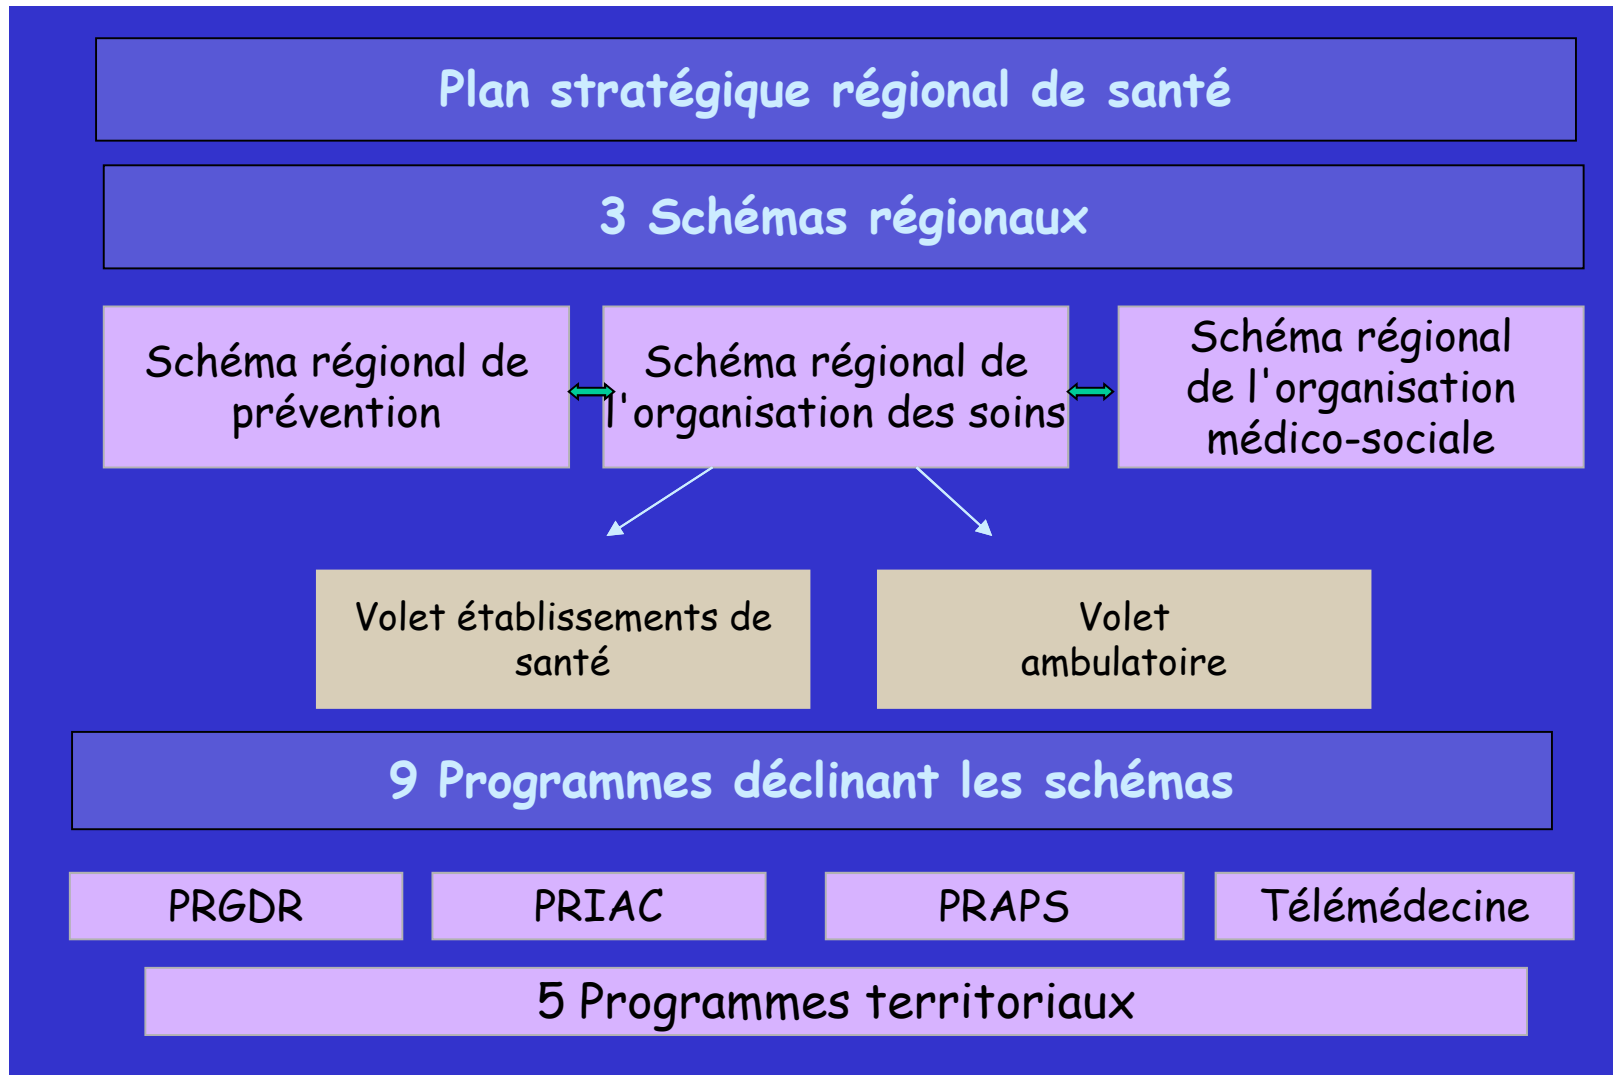 Plan stratégique régional de santé
3 Schémas régionaux
Schéma régional de
prévention
Schéma régional de
l'organisation des soins
Schéma régional
de l'organisation
médico-sociale
Volet établissements de
santé
Volet
ambulatoire
9 Programmes déclinant les schémas
PRGDR
PRIAC
PRAPS
Télémédecine
5 Programmes territoriaux